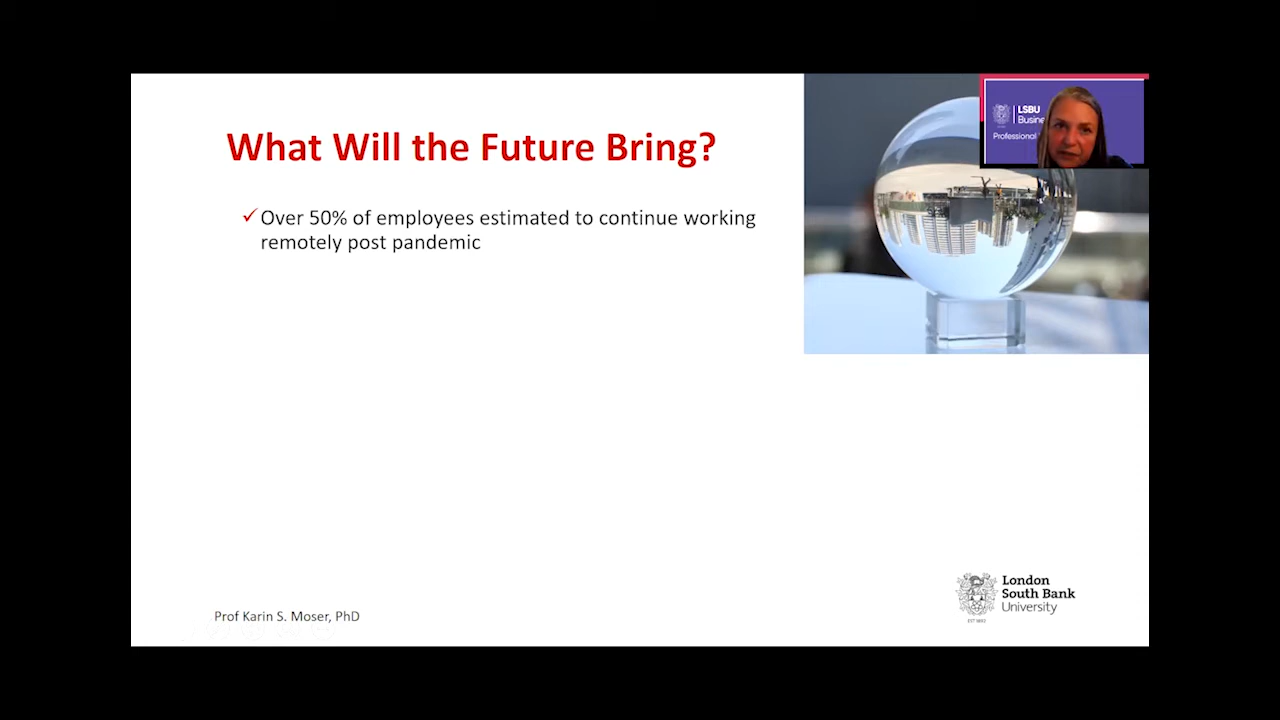 What Will the Future Bring?
✓Over 50% of employees estimated to continue working
remotely post pandemic
LSBU
Professional
Prof Karin S. Moser, PhD
London
South Bank
University